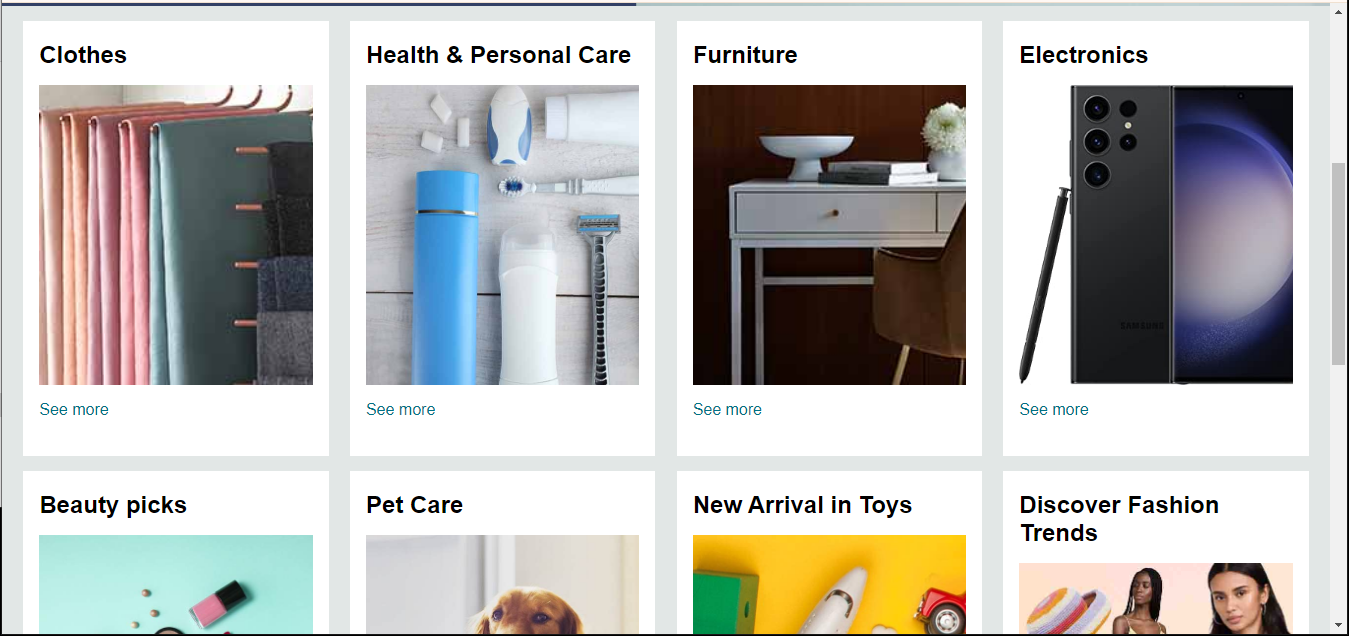 Clothes
Health & Personal Care
Furniture
Electronics
SAMSUNG
See more
See more
See more
See more
Beauty picks
Pet Care
New Arrival in Toys
Discover Fashion
Trends